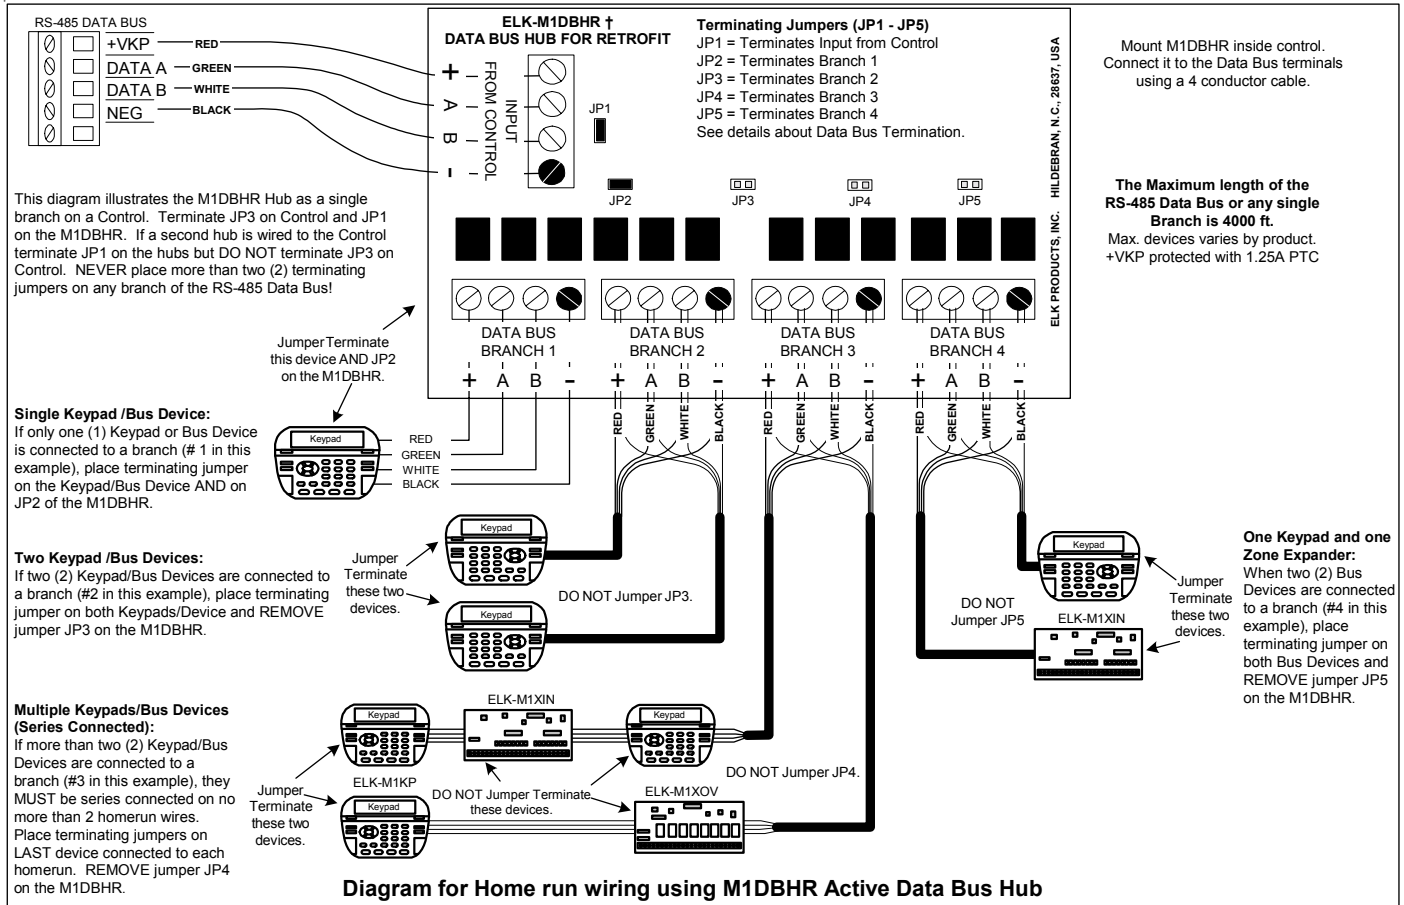 RS-485 DATA BUS
+VKP
DATA A
DATA B
NEG
RED
GREEN
WHITE
BLACK
ELK-M1DBHR †
DATA BUS HUB FOR RETROFIT
+
A
B
-
FROM CONTROL
INPUT
JP1
Terminating Jumpers (JP1 - JP5)
JP1 = Terminates Input from Control
JP2 = Terminates Branch 1
JP3 = Terminates Branch 2
JP4 = Terminates Branch 3
JP5 = Terminates Branch 4
See details about Data Bus Termination.
ELK PRODUCTS, INC. HILDEBRAN, N.C., 28637, USA
Mount M1DBHR inside control.
Connect it to the Data Bus terminals
using a 4 conductor cable.
The Maximum length of the
RS-485 Data Bus or any single
Branch is 4000 ft.
Max. devices varies by product.
+VKP protected with 1.25A PTC
This diagram illustrates the M1DBHR Hub as a single
branch on a Control. Terminate JP3 on Control and JP1
on the M1DBHR. If a second hub is wired to the Control
terminate JP1 on the hubs but DO NOT terminate JP3 on
Control. NEVER place more than two (2) terminating
jumpers on any branch of the RS-485 Data Bus!
JP2
JP3
JP4
JP5
DATA BUS
BRANCH 1
DATA BUS
BRANCH 2
DATA BUS
BRANCH 3
DATA BUS
BRANCH 4
+ A B -
+ A B -
+ A B -
+ A B -
RED
GREEN
WHITE
BLACK
RED
GREEN
WHITE
BLACK
RED
GREEN
WHITE
BLACK
Jumper Terminate
this device AND JP2
on the M1DBHR.
Single Keypad /Bus Device:
If only one (1) Keypad or Bus Device
is connected to a branch (# 1 in this
example), place terminating jumper
on the Keypad/Bus Device AND on
JP2 of the M1DBHR.
Keypad
RED
GREEN
WHITE
BLACK
Two Keypad /Bus Devices:
If two (2) Keypad/Bus Devices are connected to
a branch (#2 in this example), place terminating
jumper on both Keypads/Device and REMOVE
jumper JP3 on the M1DBHR.
Jumper
Terminate
these two
devices.
Keypad
Keypad
DO NOT Jumper JP3.
DO NOT
Jumper JP5
Keypad
ELK-M1XIN
Jumper
Terminate
these two
devices.
One Keypad and one
Zone Expander:
When two (2) Bus
Devices are connected
to a branch (#4 in this
example), place
terminating jumper on
both Bus Devices and
REMOVE jumper JP5
on the M1DBHR.
Multiple Keypads/Bus Devices
(Series Connected):
If more than two (2) Keypad/Bus
Devices are connected to a
branch (#3 in this example), they
MUST be series connected on no
more than 2 homerun wires.
Place terminating jumpers on
LAST device connected to each
homerun. REMOVE jumper JP4
on the M1DBHR.
Jumper
Terminate
these two
devices.
Keypad
ELK-M1XIN
Keypad
ELK-M1KP
Keypad
DO NOT Jumper Terminate
these devices.
ELK-M1XOV
DO NOT Jumper JP4.
Diagram for Home run wiring using M1DBHR Active Data Bus Hub